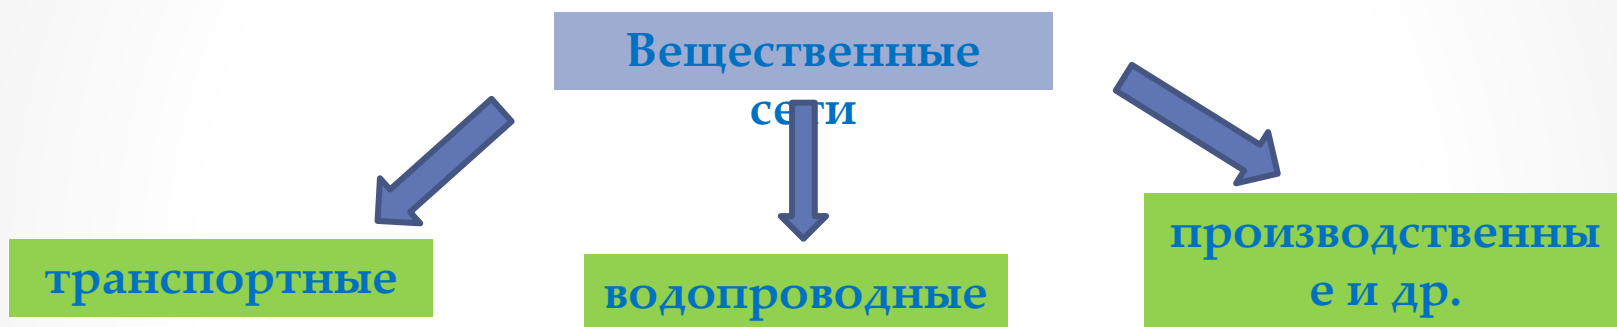 Вещественные
сети
транспортные
водопроводные
производственны
е и др.